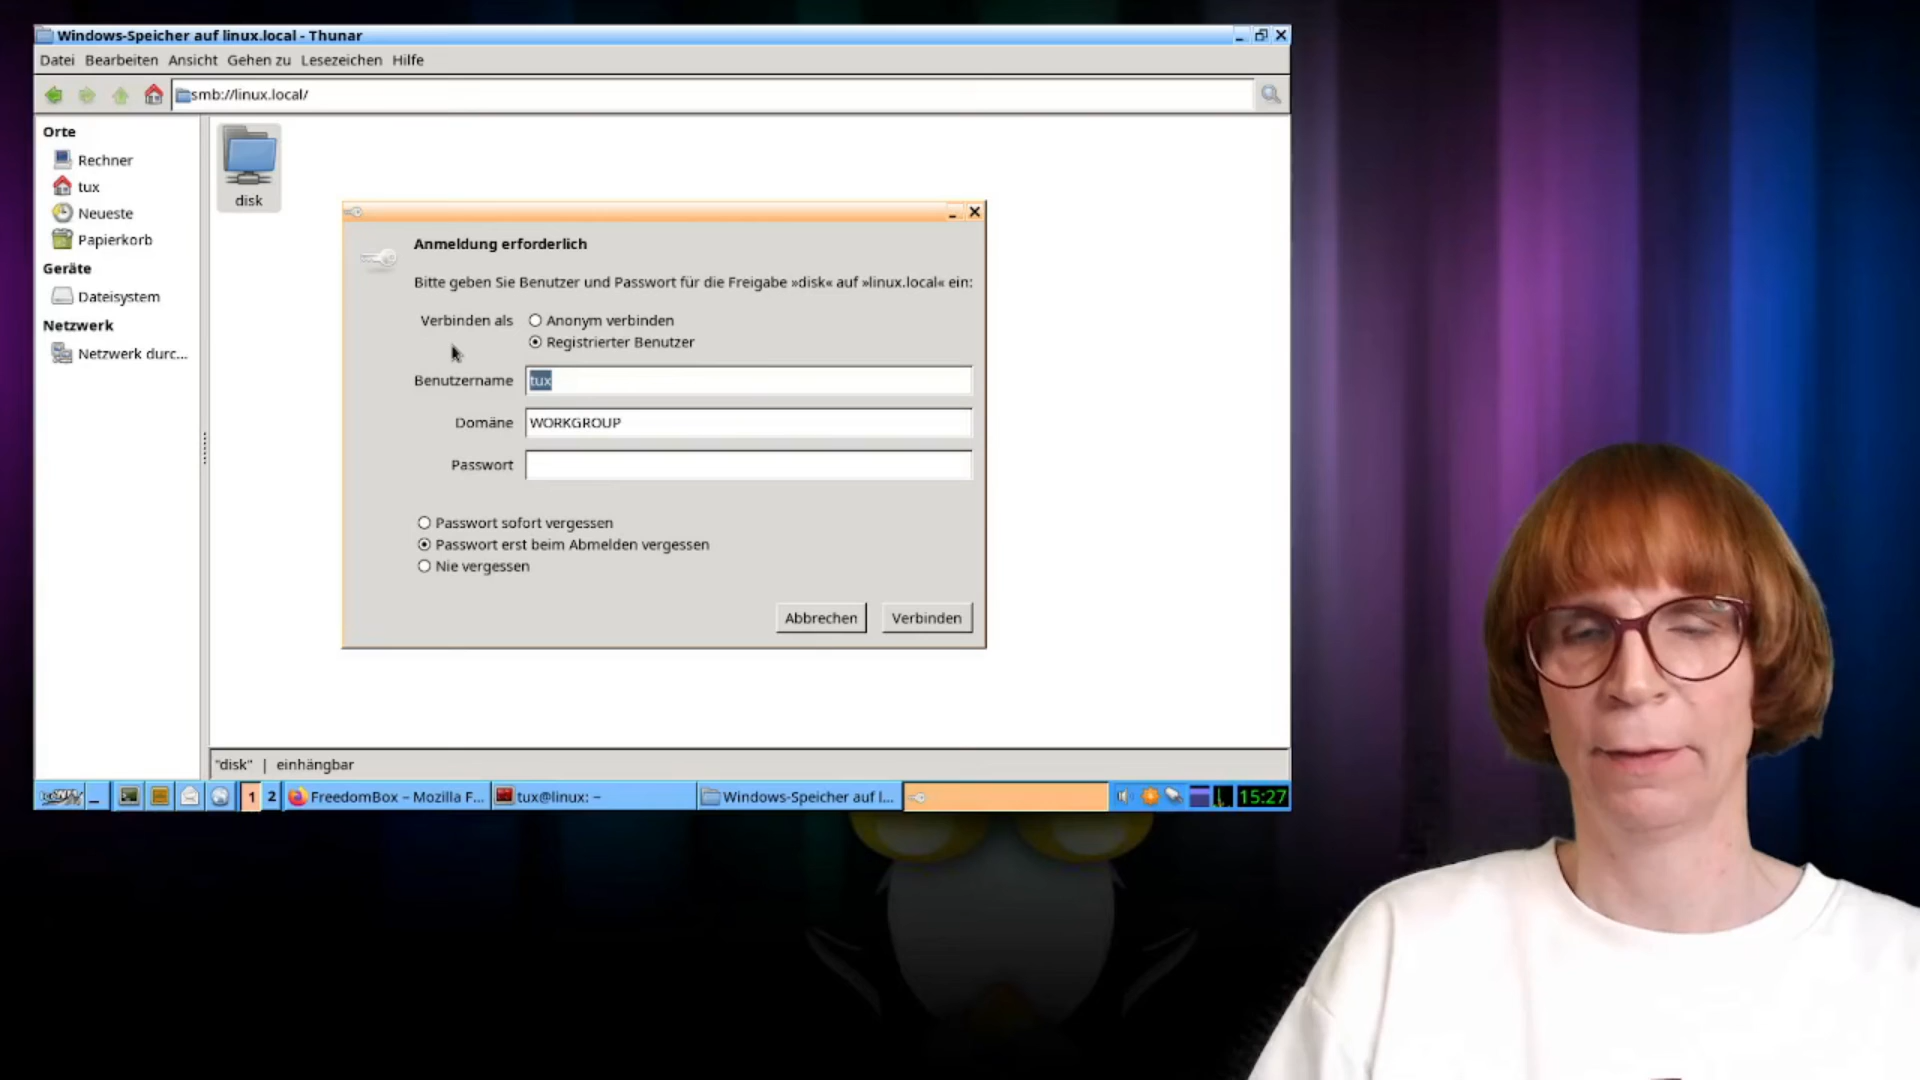 Windows-Speicher auf linux.local - Thunar
Datei Bearbeiten Ansicht Gehen zu Lesezeichen Hilfe
smb://linux.local/
Orte
Rechner
tux
Neueste
Papierkorb
Geräte
Dateisystem
Netzwerk
Netzwerk durc...
disk
Anmeldung erforderlich
Bitte geben Sie Benutzer und Passwort für die Freigabe »disk« auf »linux.local« ein:
Verbinden als
Anonym verbinden
Registrierter Benutzer
Benutzername tux
Domäne WORKGROUP
Passwort
Passwort sofort vergessen
Passwort erst beim Abmelden vergessen
Nie vergessen
Abbrechen Verbinden
"disk" | einhängbar
1 2 FreedomBox – Mozilla F... tux@linux: ~ Windows-Speicher auf l... 15:27